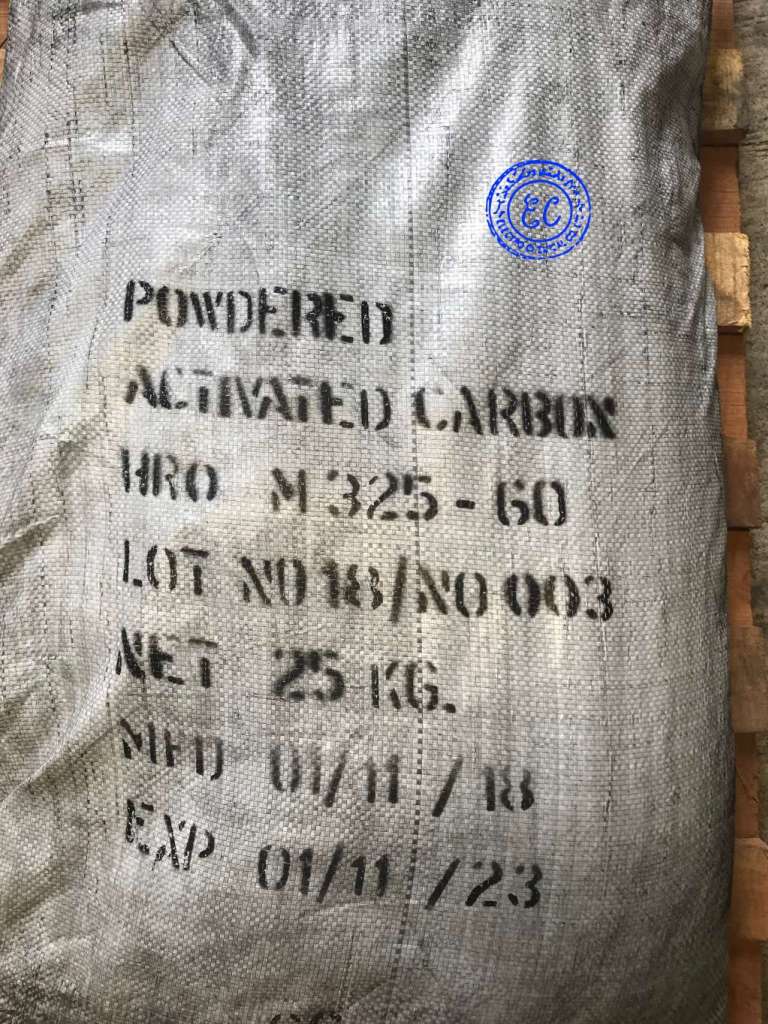 EC
POWDERED
ACTIVATED CARBON
HRO M 325-60
LOT NO 18/NO 003
NET 25 KG.
MFD 01/11/18
EXP 01/11/23